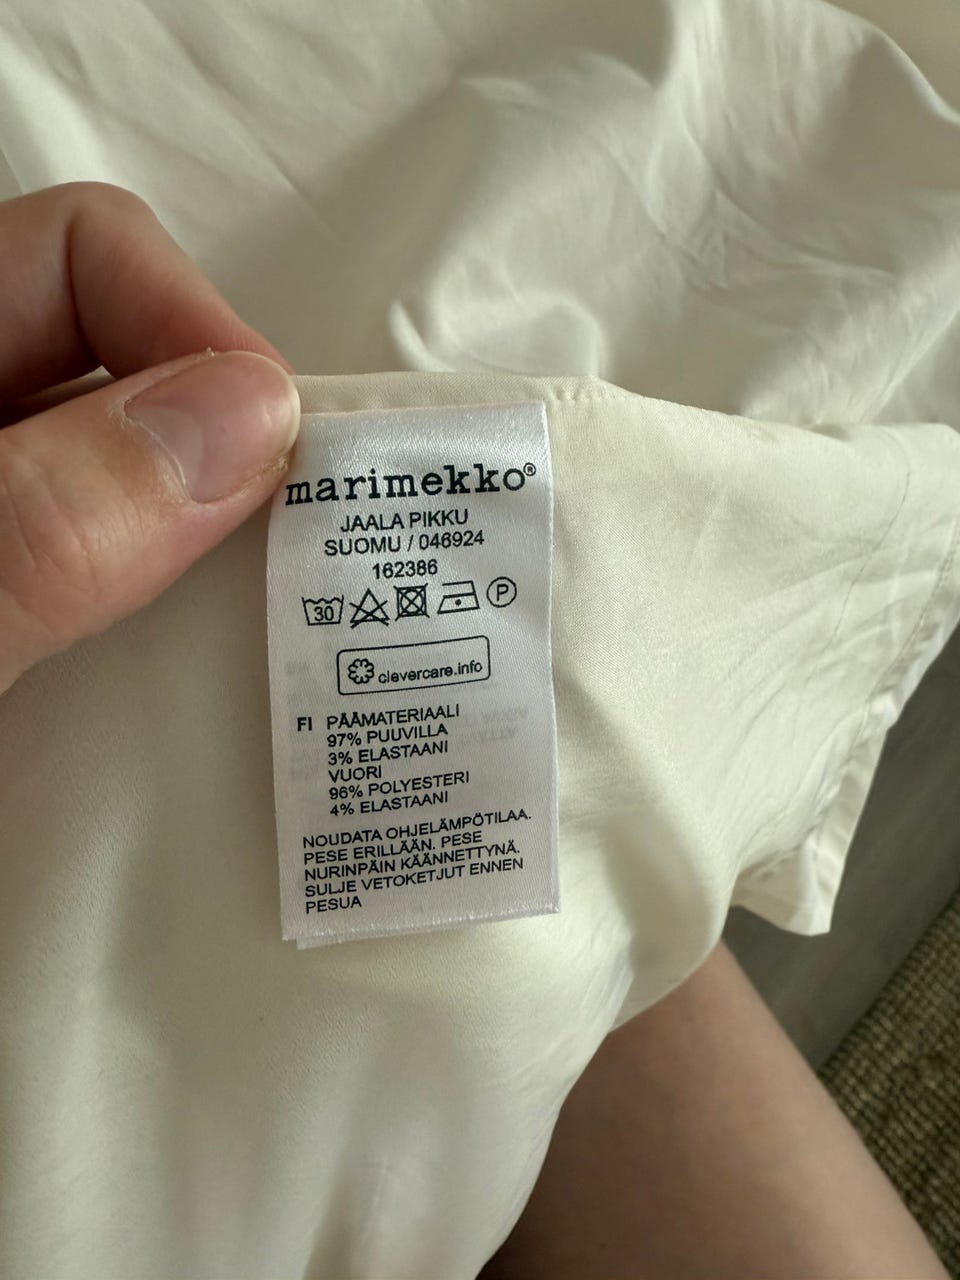 marimekko®
JAALA PIKKU
SUOMU / 046924
162386
30 P
clevercare.info
FI PÄÄMATERIAALI
97% PUUVILLA
3% ELASTAANI
VUORI
96% POLYESTERI
4% ELASTAANI
NOUDATA OHJELÄMPÖTILAA.
PESE ERILLÄÄN. PESE
NURINPÄIN KÄÄNNETTYNÄ.
SULJE VETOKETJUT ENNEN
PESUA